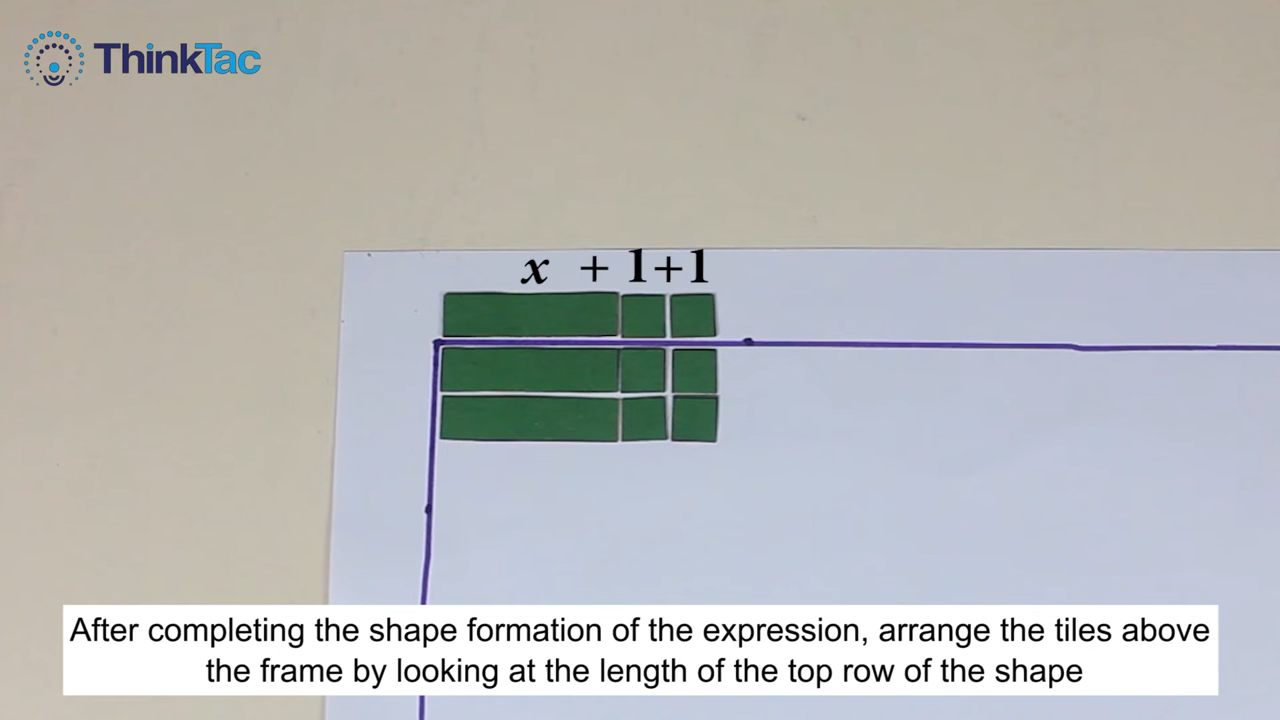 ThinkTac
x + 1+1
After completing the shape formation of the expression, arrange the tiles above
the frame by looking at the length of the top row of the shape